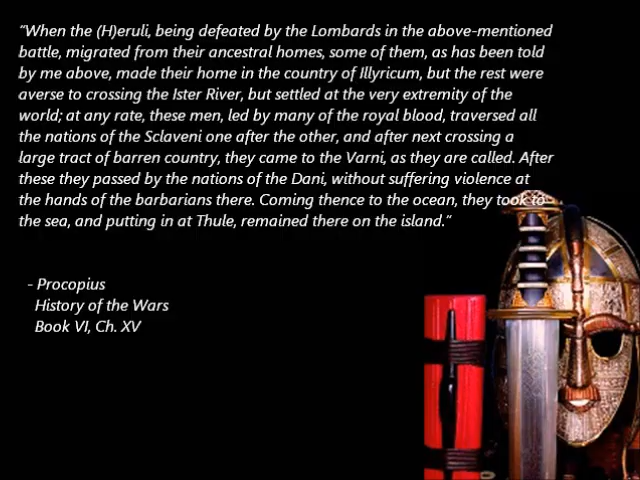 "When the (H)eruli, being defeated by the Lombards in the above-mentioned
battle, migrated from their ancestral homes, some of them, as has been told
by me above, made their home in the country of Illyricum, but the rest were
averse to crossing the Ister River, but settled at the very extremity of the
world; at any rate, these men, led by many of the royal blood, traversed all
the nations of the Sclaveni one after the other, and after next crossing a
large tract of barren country, they came to the Varni, as they are called. After
these they passed by the nations of the Dani, without suffering violence at
the hands of the barbarians there. Coming thence to the ocean, they took to
the sea, and putting in at Thule, remained there on the island."
- Procopius
History of the Wars
Book VI, Ch. XV